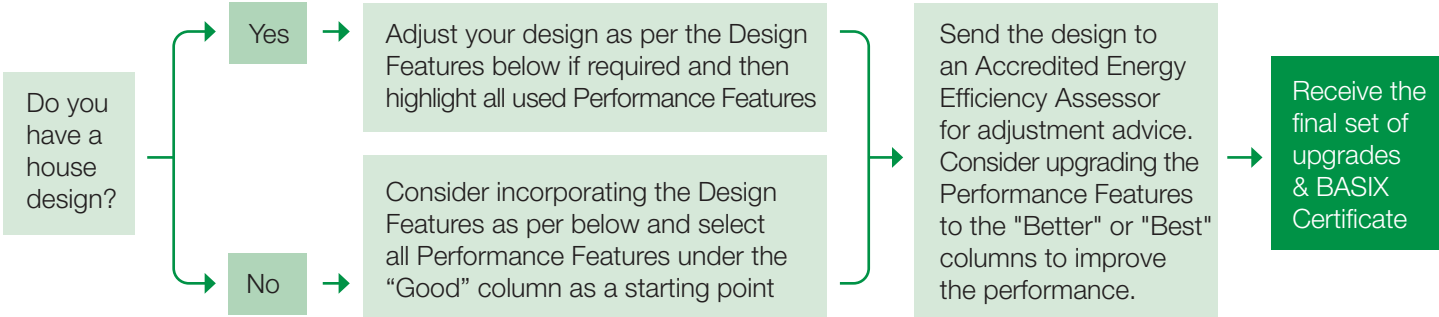 Do you
have a
house
design?
Yes
Adjust your design as per the Design
Features below if required and then
highlight all used Performance Features
No
Consider incorporating the Design
Features as per below and select
all Performance Features under the
“Good” column as a starting point
Send the design to
an Accredited Energy
Efficiency Assessor
for adjustment advice.
Consider upgrading the
Performance Features
to the "Better" or "Best"
columns to improve
the performance.
Receive the
final set of
upgrades
& BASIX
Certificate